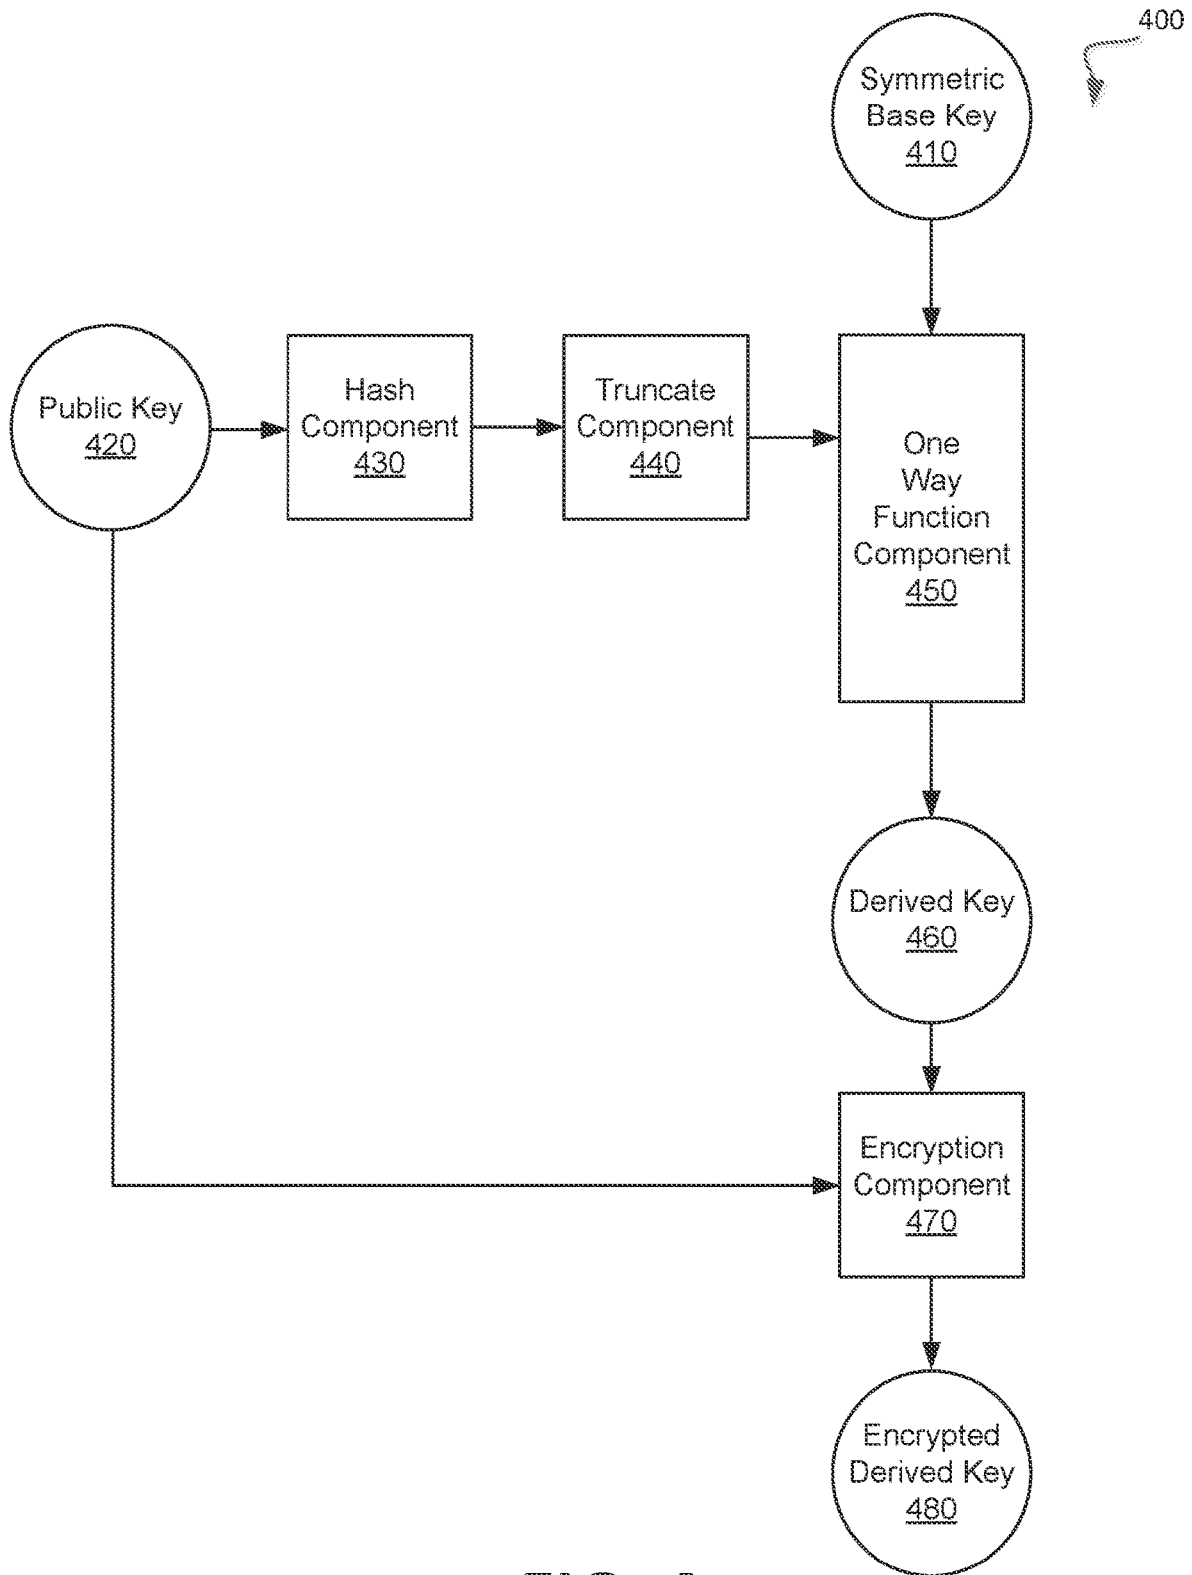 400
Symmetric
Base Key
410
Public Key
420
Hash
Component
430
Truncate
Component
440
One
Way
Function
Component
450
Derived Key
460
Encryption
Component
470
Encrypted
Derived Key
480